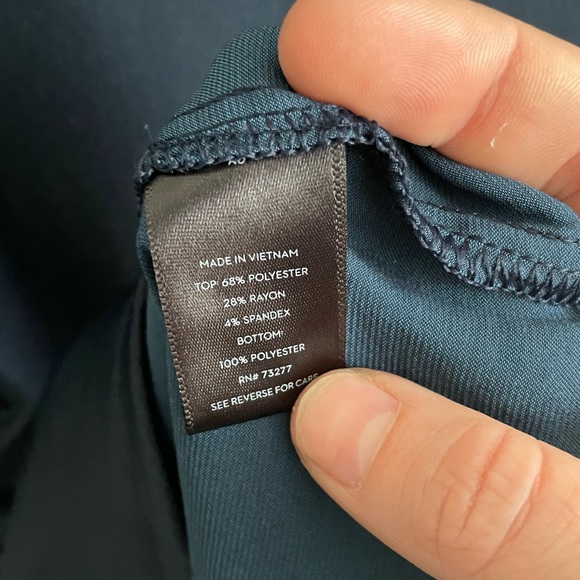 MADE IN VIETNAM
TOP: 68% POLYESTER
28% RAYON
4% SPANDEX
BOTTOM:
100% POLYESTER
RN# 73277
SEE REVERSE FOR CARE